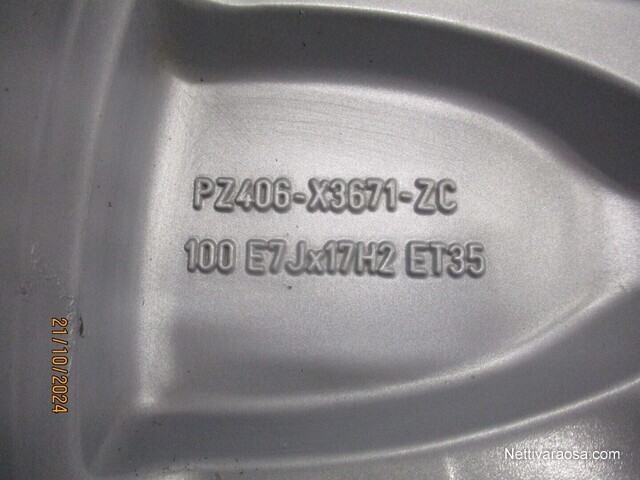 PZ406-X3671-ZC
100 E7Jx17H2 ET35
21/10/2024
Nettivaraosa.com